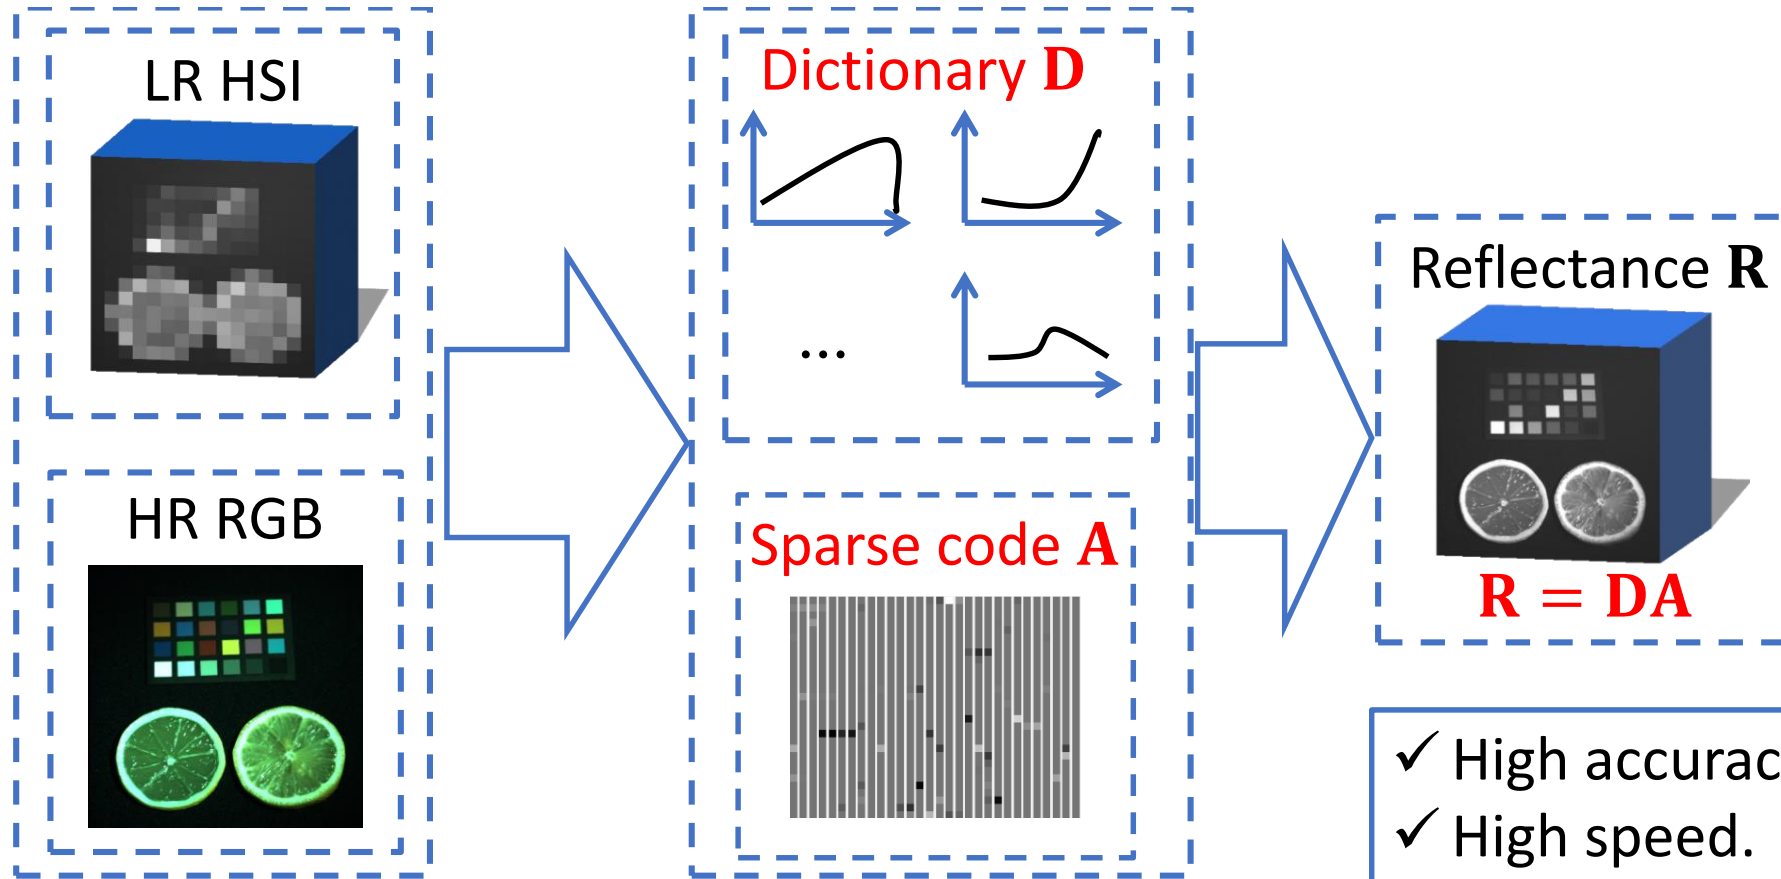 LR HSI
HR RGB
Dictionary D
...
Sparse code A
Reflectance R
R = DA
✓ High accurac
✓ High speed.